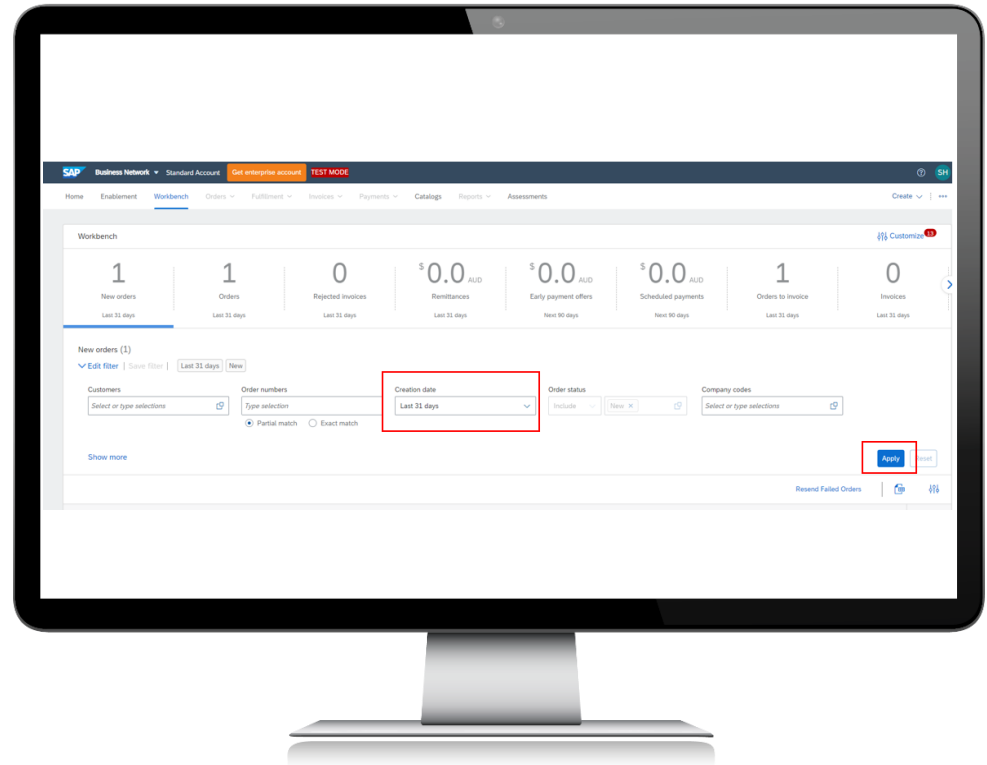 SAP Business Network Standard Account Get enterprise account TEST MODE SH
Home Enablement Workbench Orders Fulfillment Invoices Payments Catalogs Reports Assessments Create
Workbench Customize 13
1 1 0 $ 0.0 AUD $ 0.0 AUD $ 0.0 AUD 1 0
New orders Orders Rejected invoices Remittances Early payment offers Scheduled payments Orders to invoice Invoices
Last 31 days Last 31 days Last 31 days Last 31 days Next 90 days Next 90 days Last 31 days Last 31 days
New orders (1)
Edit filter | Save filter | Last 31 days New
Customers Order numbers Creation date Order status Company codes
Select or type selections Type selection Last 31 days Include New Select or type selections
Partial match Exact match
Show more Apply Reset
Resend Failed Orders